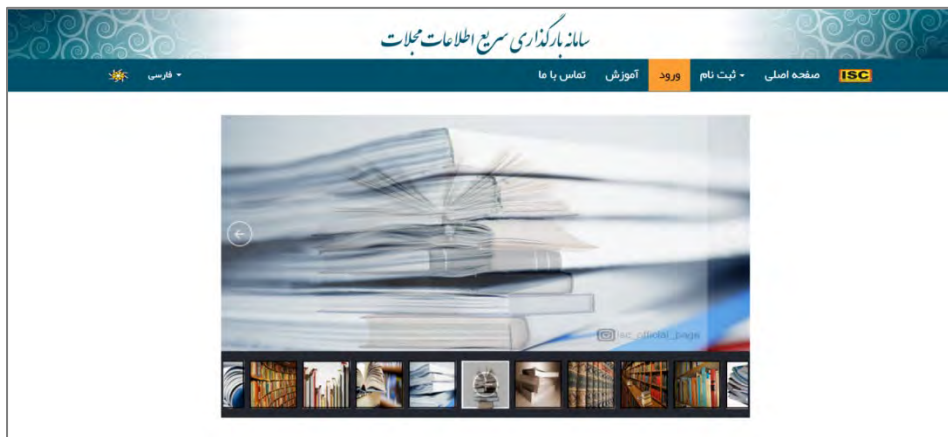 سامانه بارگذاری سریع اطلاعات مجلات
ISC صفحه اصلی ثبت نام ورود آموزش تماس با ما فارسی
isc_official_page